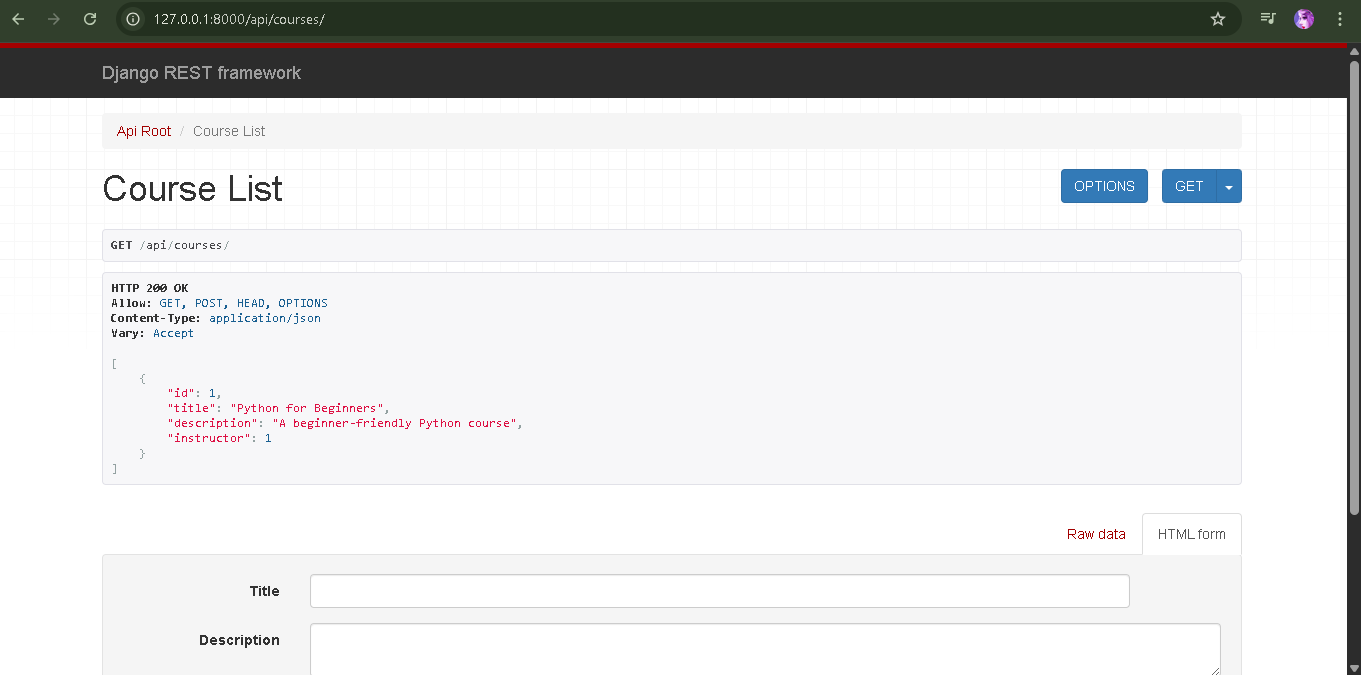 127.0.0.1:8000/api/courses/
Django REST framework
Api Root / Course List
Course List
OPTIONS
GET
GET /api/courses/
HTTP 200 OK
Allow: GET, POST, HEAD, OPTIONS
Content-Type: application/json
Vary: Accept
[
    {
        "id": 1,
        "title": "Python for Beginners",
        "description": "A beginner-friendly Python course",
        "instructor": 1
    }
]
Raw data
HTML form
Title
Description